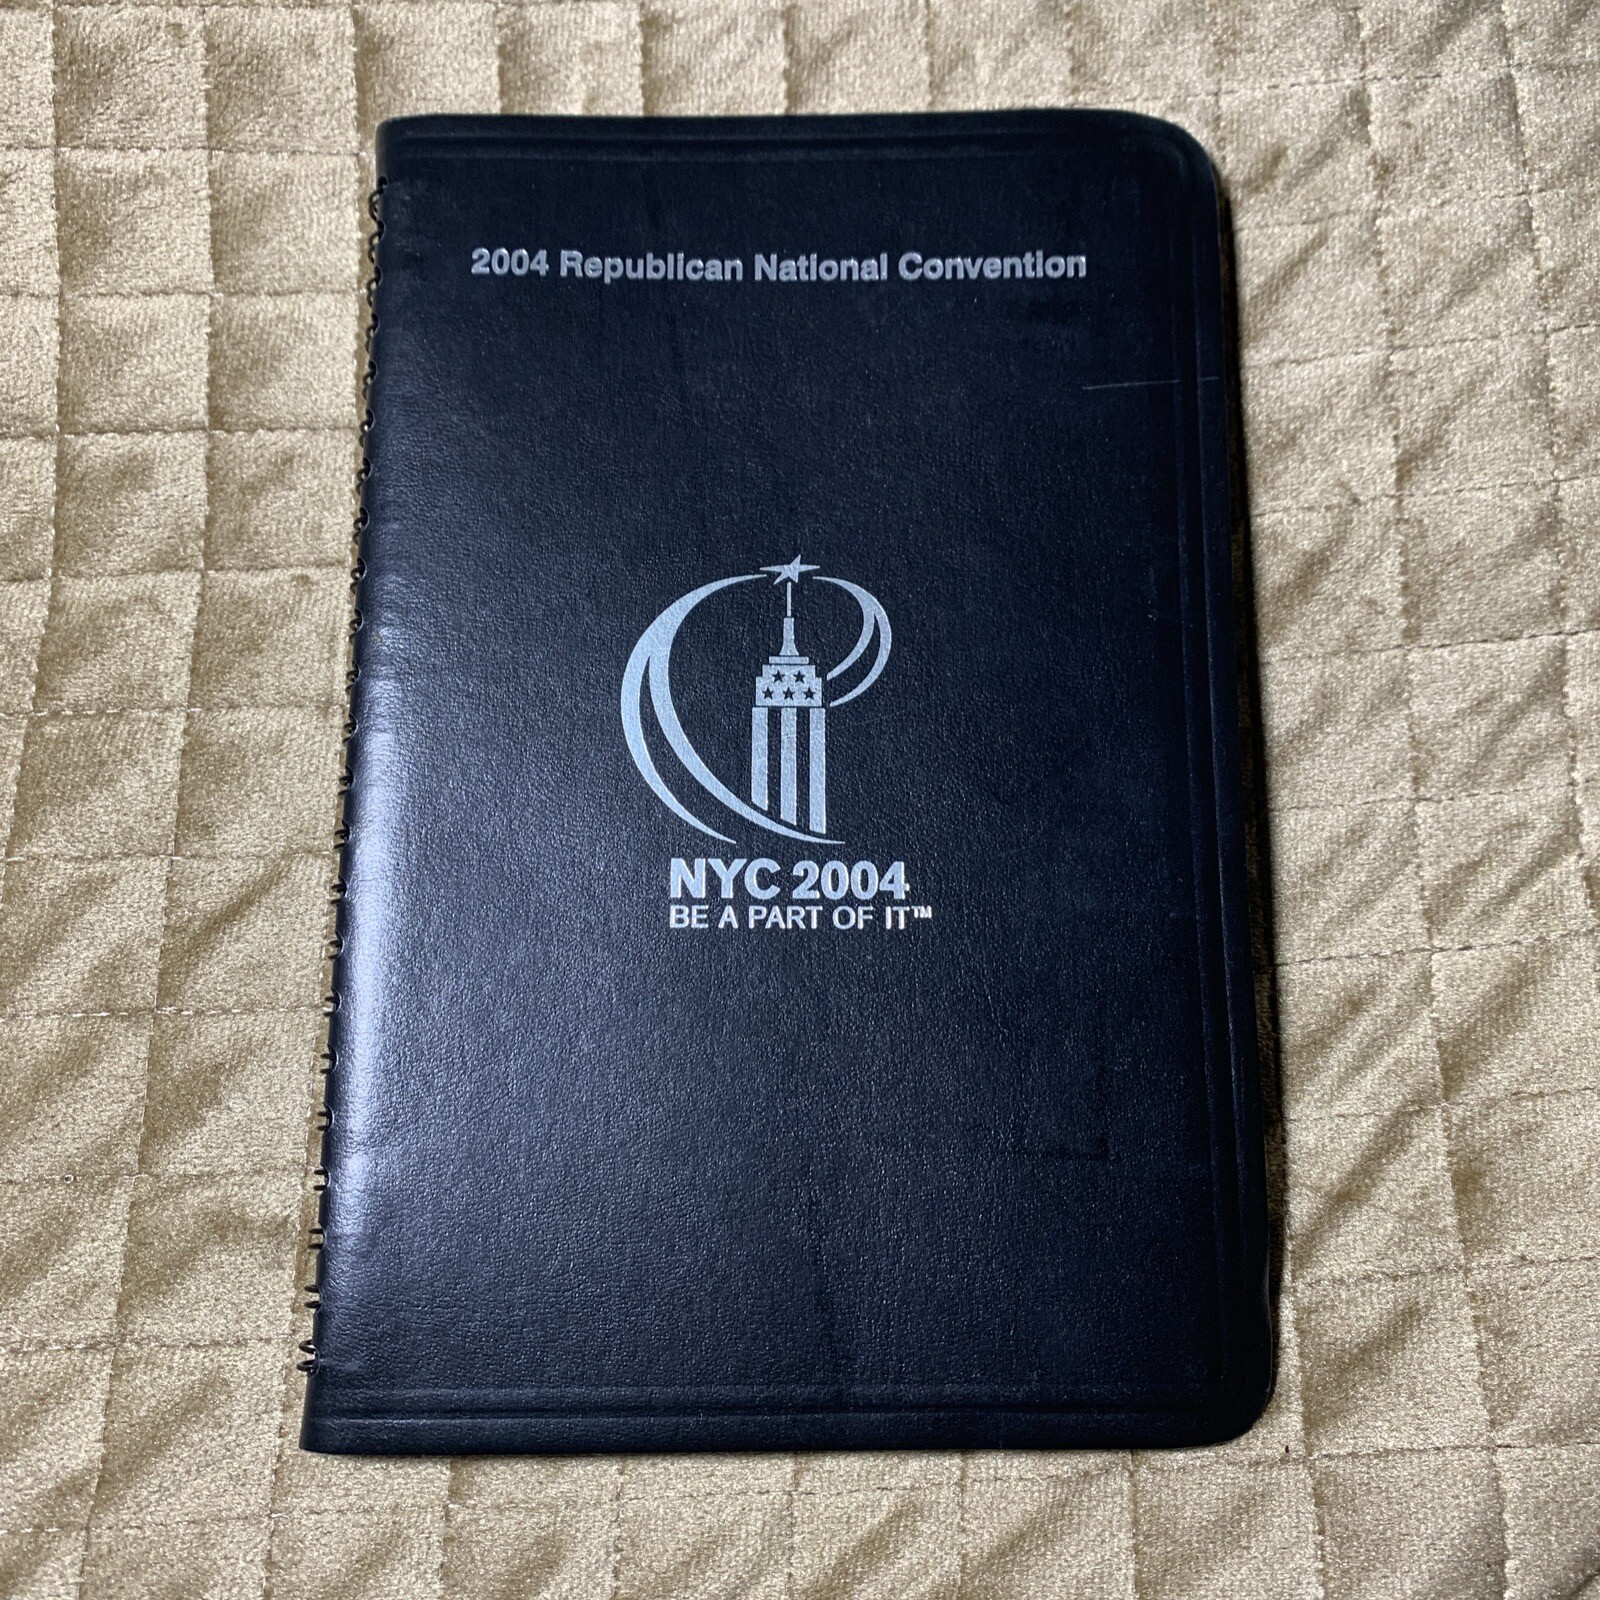 2004 Republican National Convention
NYC 2004
BE A PART OF IT™